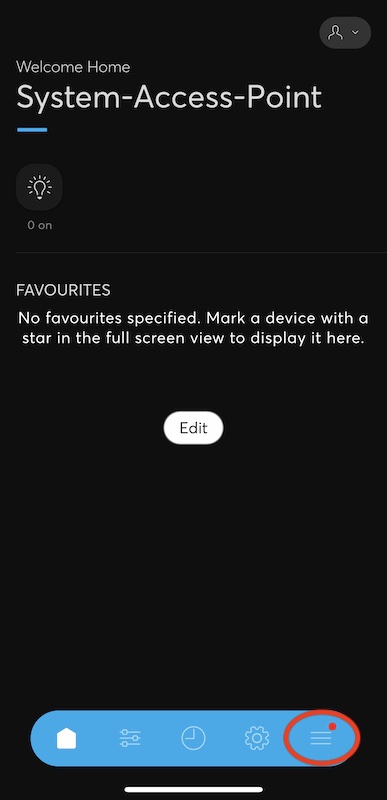 Welcome Home
System-Access-Point
0 on
FAVOURITES
No favourites specified. Mark a device with a
star in the full screen view to display it here.
Edit